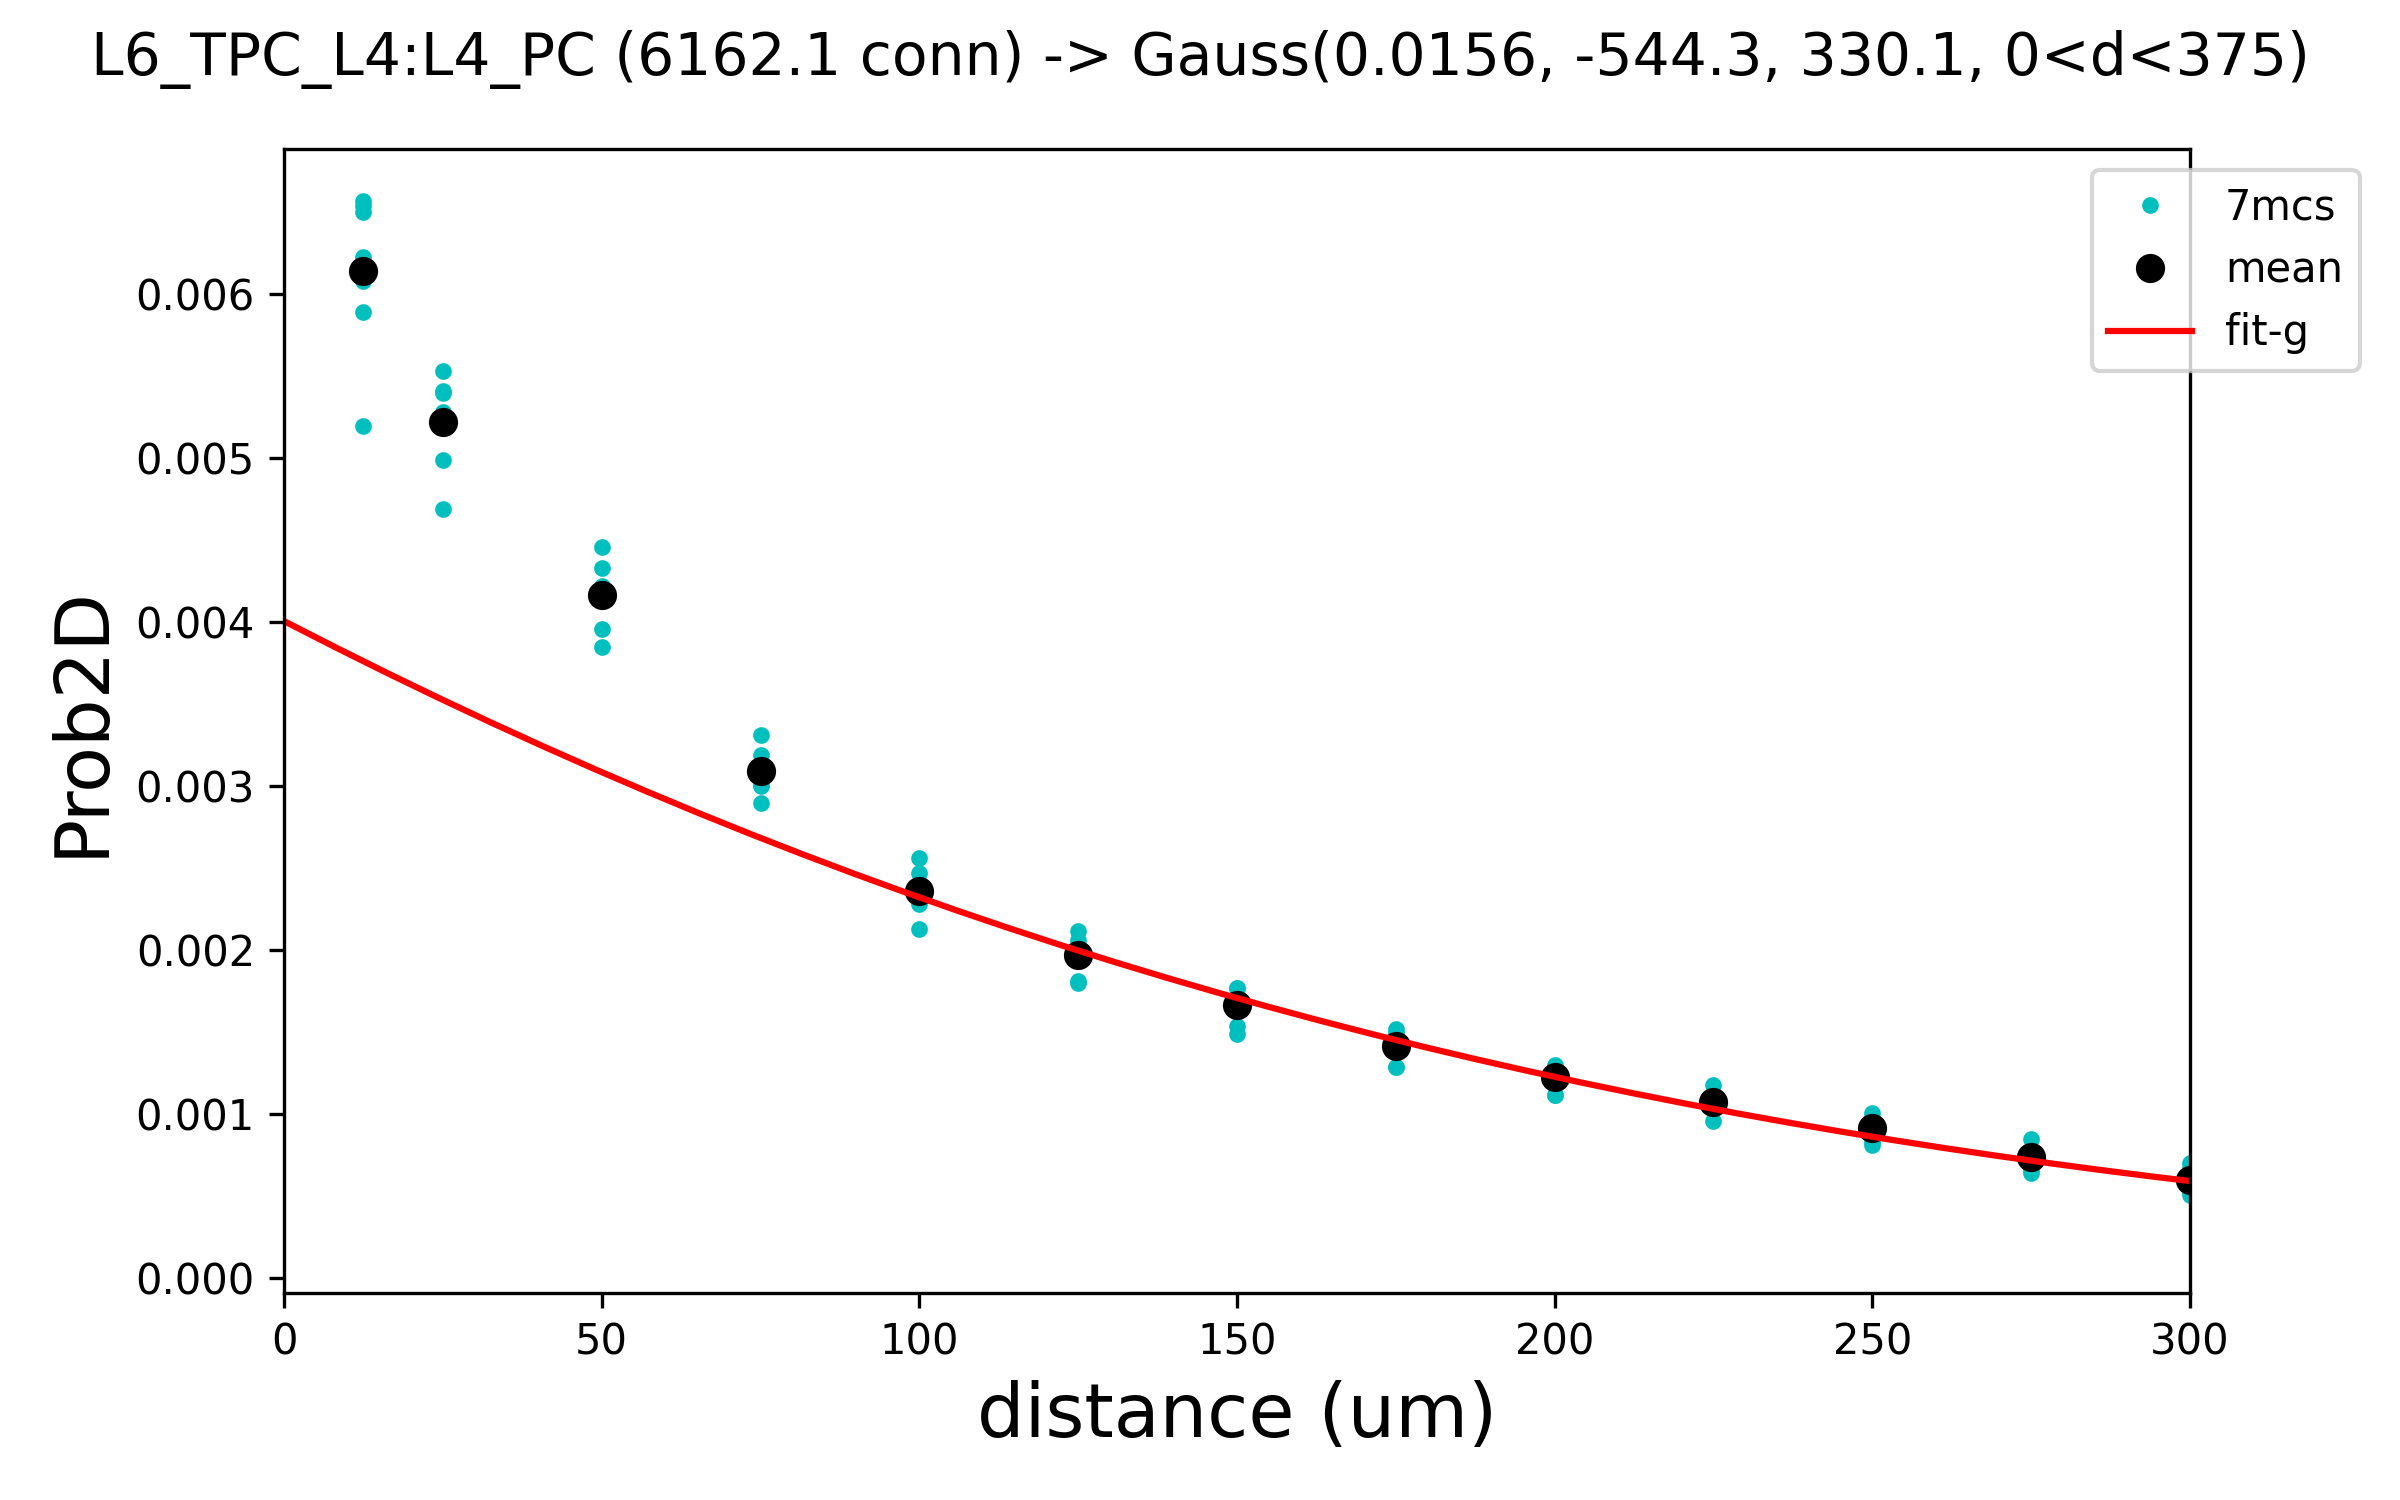 L6_TPC_L4:L4_PC (6162.1 conn) -> Gauss(0.0156, -544.3, 330.1, 0<d<375)
7mcs
mean
fit-g
Prob2D
0.006
0.005
0.004
0.003
0.002
0.001
0.000
0 50 100 150 200 250 300
distance (um)